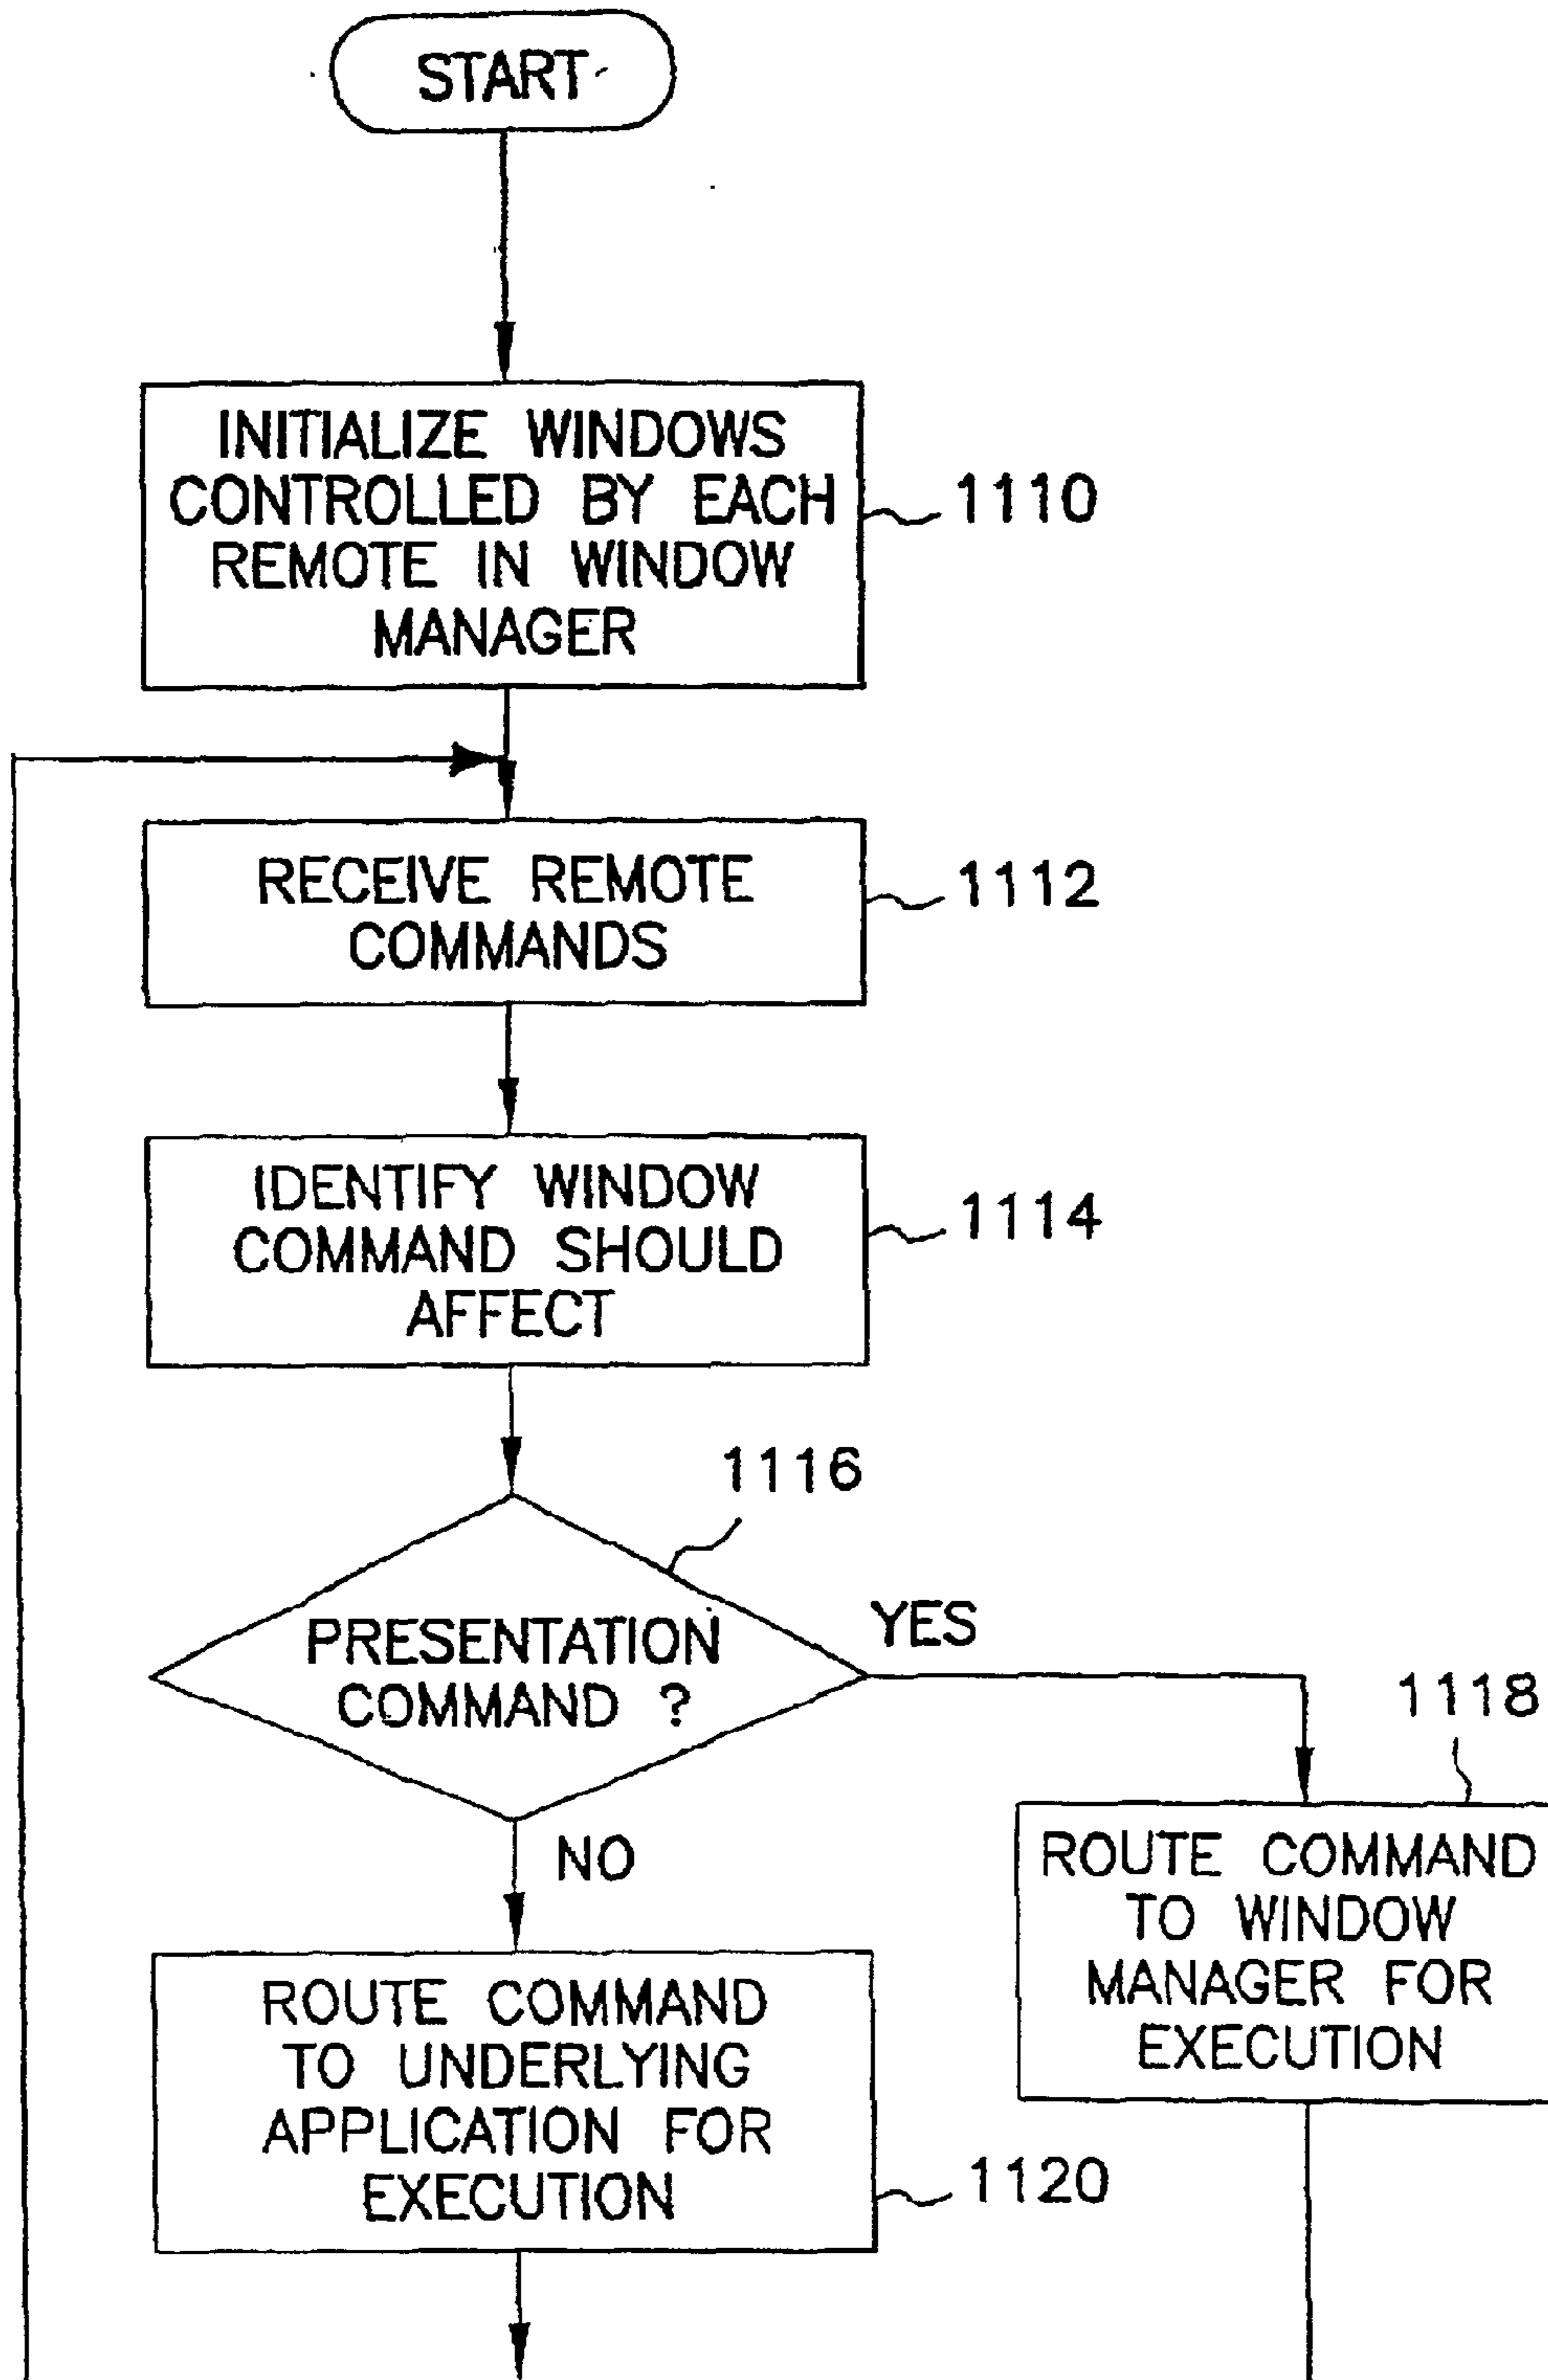 START
INITIALIZE WINDOWS
CONTROLLED BY EACH
REMOTE IN WINDOW
MANAGER
1110
RECEIVE REMOTE
COMMANDS
1112
IDENTIFY WINDOW
COMMAND SHOULD
AFFECT
1114
1116
PRESENTATION
COMMAND ?
YES
NO
1118
ROUTE COMMAND
TO WINDOW
MANAGER FOR
EXECUTION
ROUTE COMMAND
TO UNDERLYING
APPLICATION FOR
EXECUTION
1120